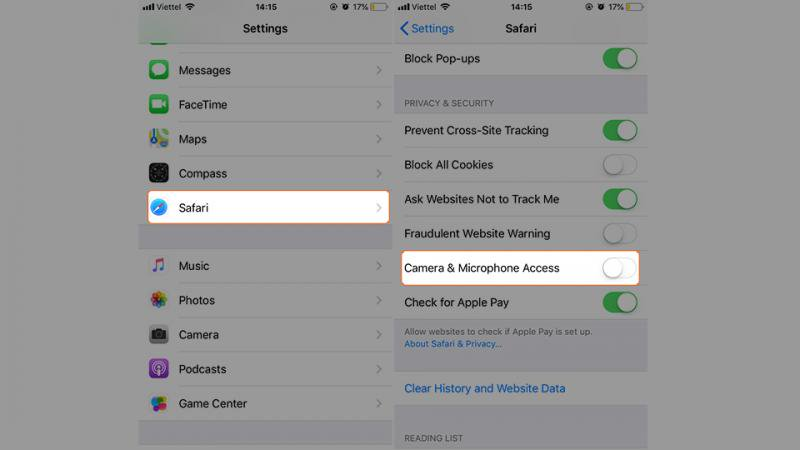 Viettel 14:15 17%
Settings
Messages
FaceTime
Maps
Compass
Safari
Music
Photos
Camera
Podcasts
Game Center
Viettel 14:15 17%
Settings Safari
Block Pop-ups
PRIVACY & SECURITY
Prevent Cross-Site Tracking
Block All Cookies
Ask Websites Not to Track Me
Fraudulent Website Warning
Camera & Microphone Access
Check for Apple Pay
Allow websites to check if Apple Pay is set up.
About Safari & Privacy...
Clear History and Website Data
READING LIST